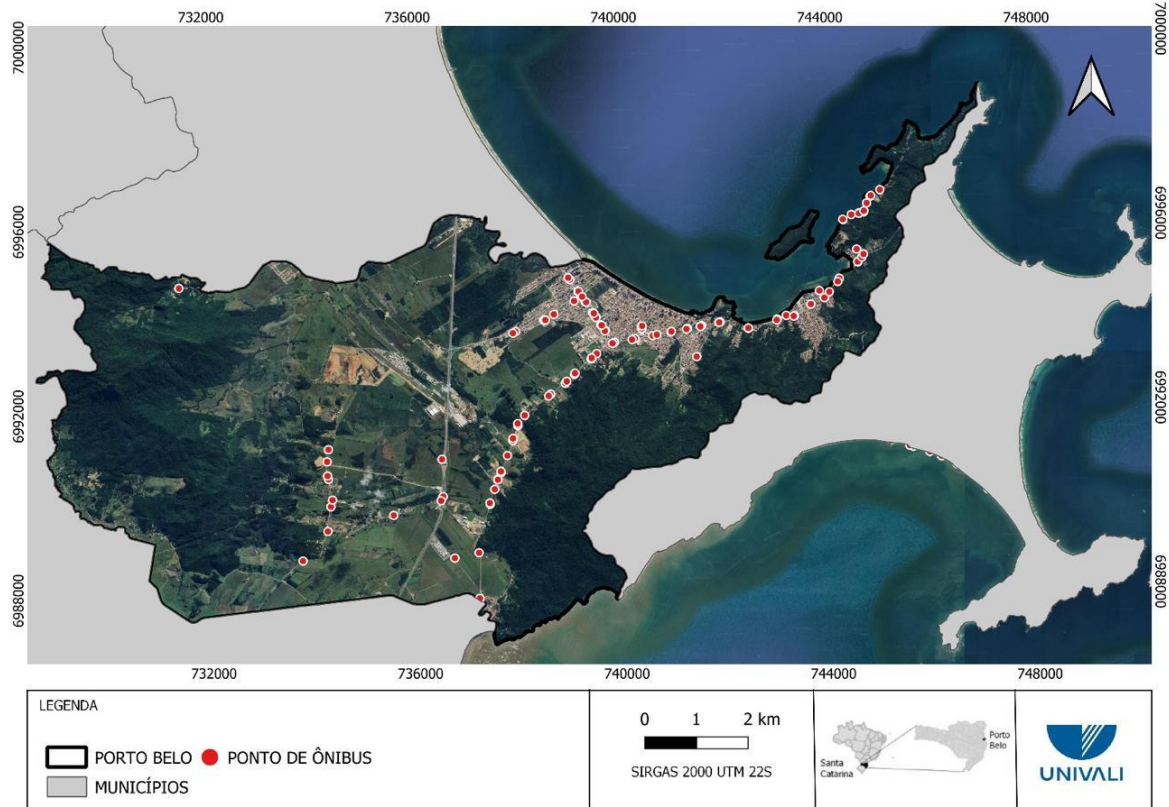 732000 736000 740000 744000 748000
7000000
7000000
6996000
6996000
6992000
6992000
6988000
6988000
732000 736000 740000 744000 748000
LEGENDA
PORTO BELO PONTO DE ÔNIBUS
MUNICÍPIOS
0 1 2 km
SIRGAS 2000 UTM 22S
Santa
Catarina
Porto
Belo
UNIVALI